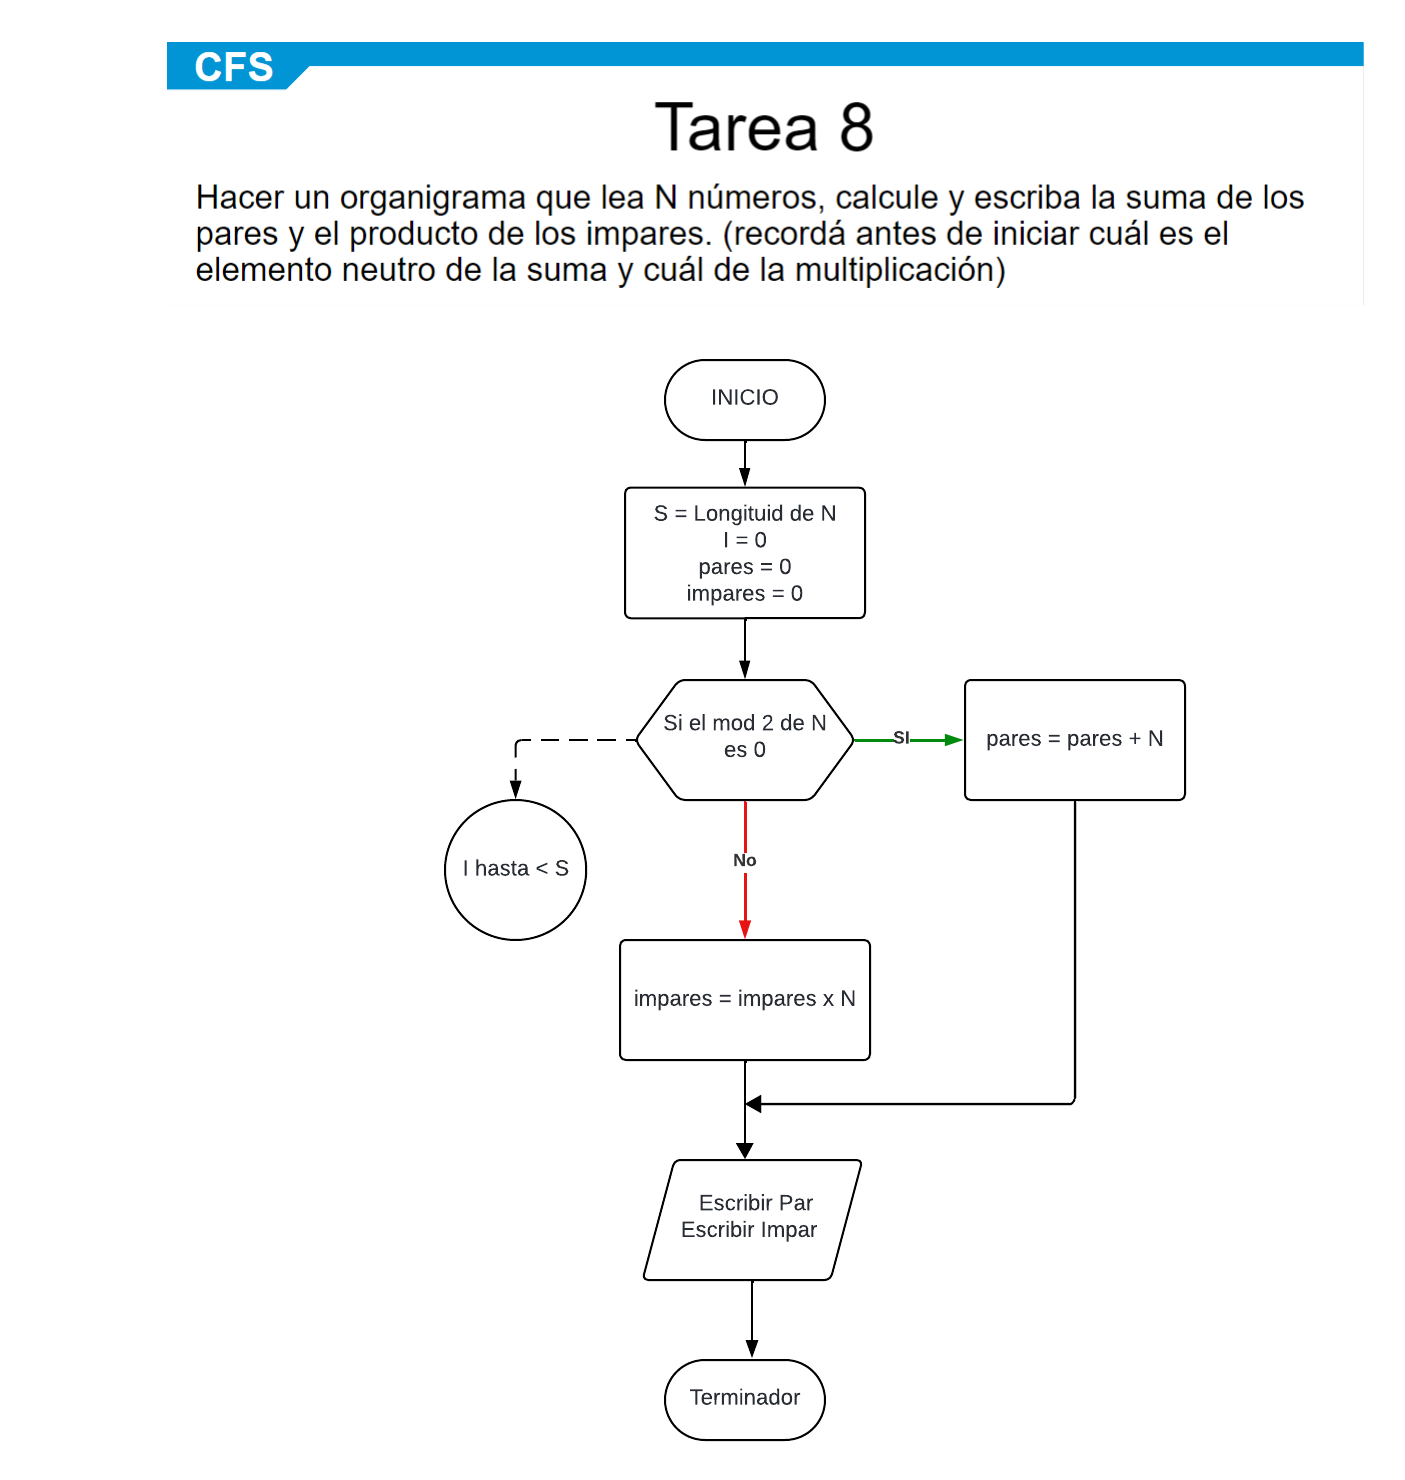 CFS
Tarea 8
Hacer un organigrama que lea N números, calcule y escriba la suma de los
pares y el producto de los impares. (recordá antes de iniciar cuál es el
elemento neutro de la suma y cuál de la multiplicación)
INICIO
S = Longituid de N
I = 0
pares = 0
impares = 0
Si el mod 2 de N
es 0
SI
pares = pares + N
I hasta < S
No
impares = impares x N
Escribir Par
Escribir Impar
Terminador